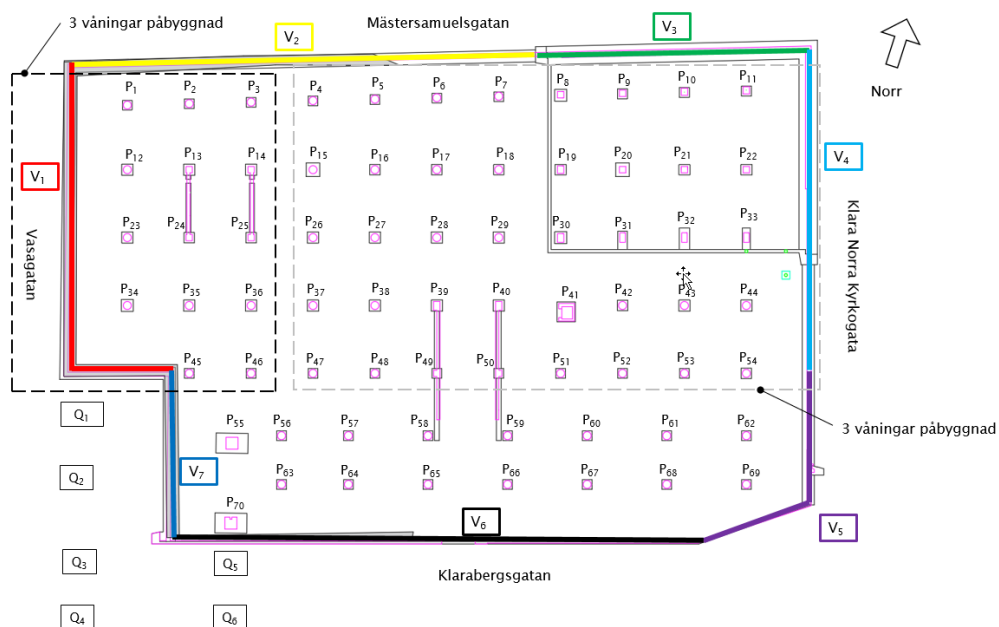 3 våningar påbyggnad
Mästersamuelsgatan
V2
V3
Norr
P1 P2 P3 P4 P5 P6 P7 P8 P9 P10 P11
V1
V4
P12 P13 P14 P15 P16 P17 P18 P19 P20 P21 P22
Vasagatan
Klara Norra Kyrkogata
P23 P24 P25 P26 P27 P28 P29 P30 P31 P32 P33
P34 P35 P36 P37 P38 P39 P40 P41 P42 P43 P44
P45 P46 P47 P48 P49 P50 P51 P52 P53 P54
Q1
P55 P56 P57 P58 P59 P60 P61 P62
3 våningar påbyggnad
Q2
V7
P63 P64 P65 P66 P67 P68 P69
P70
V6
V5
Q3
Q5
Klarabergsgatan
Q4
Q6